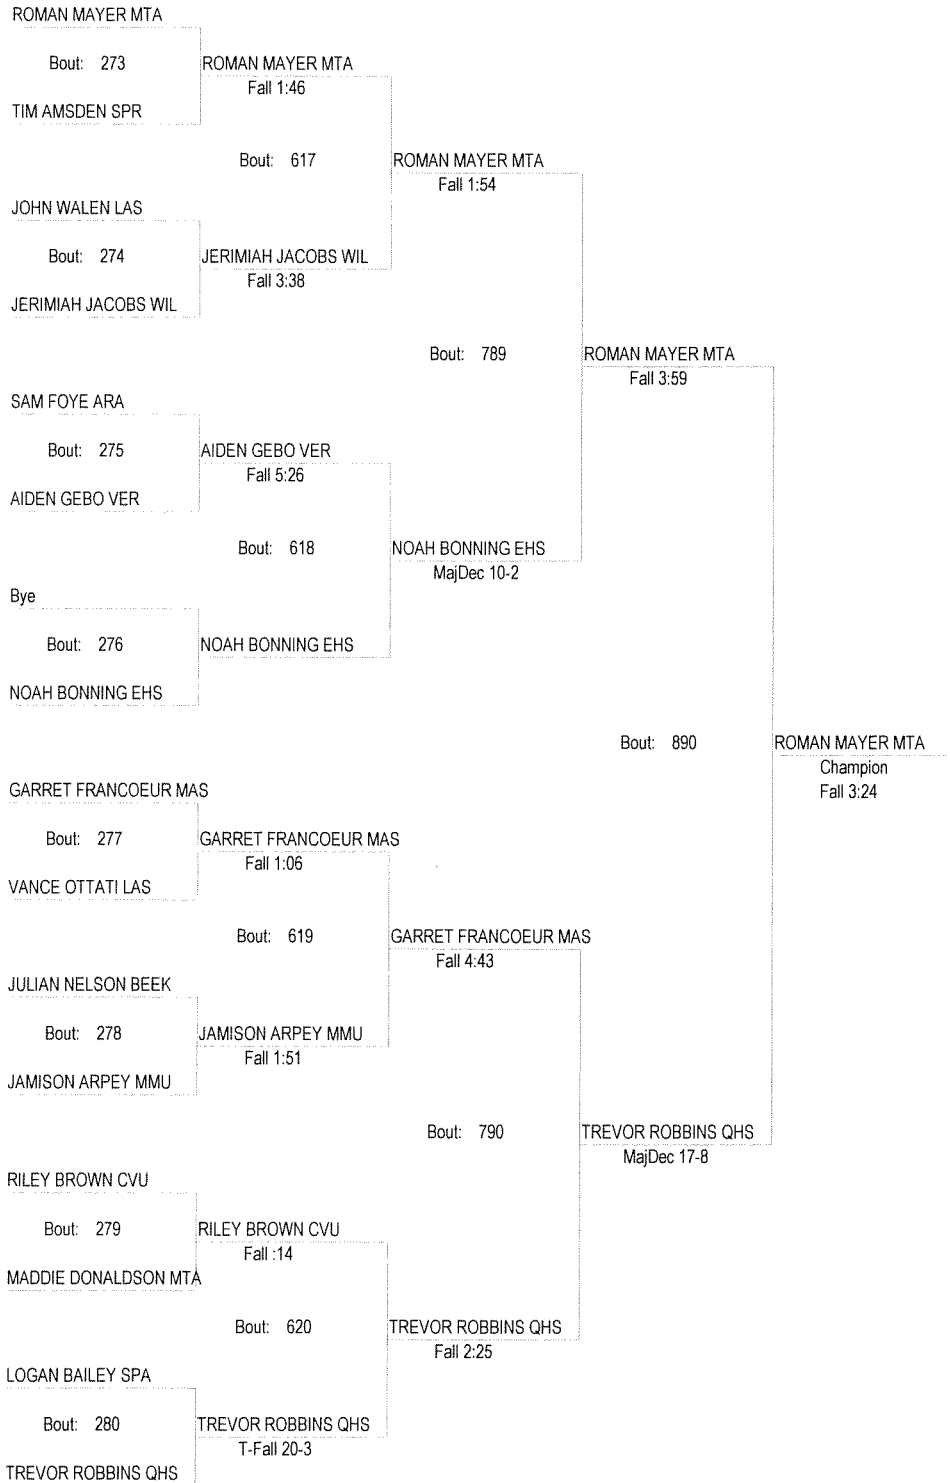 ROMAN MAYER MTA
Bout: 273
ROMAN MAYER MTA
Fall 1:46
TIM AMSDEN SPR
Bout: 617
ROMAN MAYER MTA
Fall 1:54
JOHN WALEN LAS
Bout: 274
JERIMIAH JACOBS WIL
Fall 3:38
JERIMIAH JACOBS WIL
Bout: 789
ROMAN MAYER MTA
Fall 3:59
SAM FOYE ARA
Bout: 275
AIDEN GEBO VER
Fall 5:26
AIDEN GEBO VER
Bout: 618
NOAH BONNING EHS
MajDec 10-2
Bye
Bout: 276
NOAH BONNING EHS
NOAH BONNING EHS
Bout: 890
ROMAN MAYER MTA
Champion
Fall 3:24
GARRET FRANCOEUR MAS
Bout: 277
GARRET FRANCOEUR MAS
Fall 1:06
VANCE OTTATI LAS
Bout: 619
GARRET FRANCOEUR MAS
Fall 4:43
JULIAN NELSON BEEK
Bout: 278
JAMISON ARPEY MMU
Fall 1:51
JAMISON ARPEY MMU
Bout: 790
TREVOR ROBBINS QHS
MajDec 17-8
RILEY BROWN CVU
Bout: 279
RILEY BROWN CVU
Fall :14
MADDIE DONALDSON MTA
Bout: 620
TREVOR ROBBINS QHS
Fall 2:25
LOGAN BAILEY SPA
Bout: 280
TREVOR ROBBINS QHS
T-Fall 20-3
TREVOR ROBBINS QHS